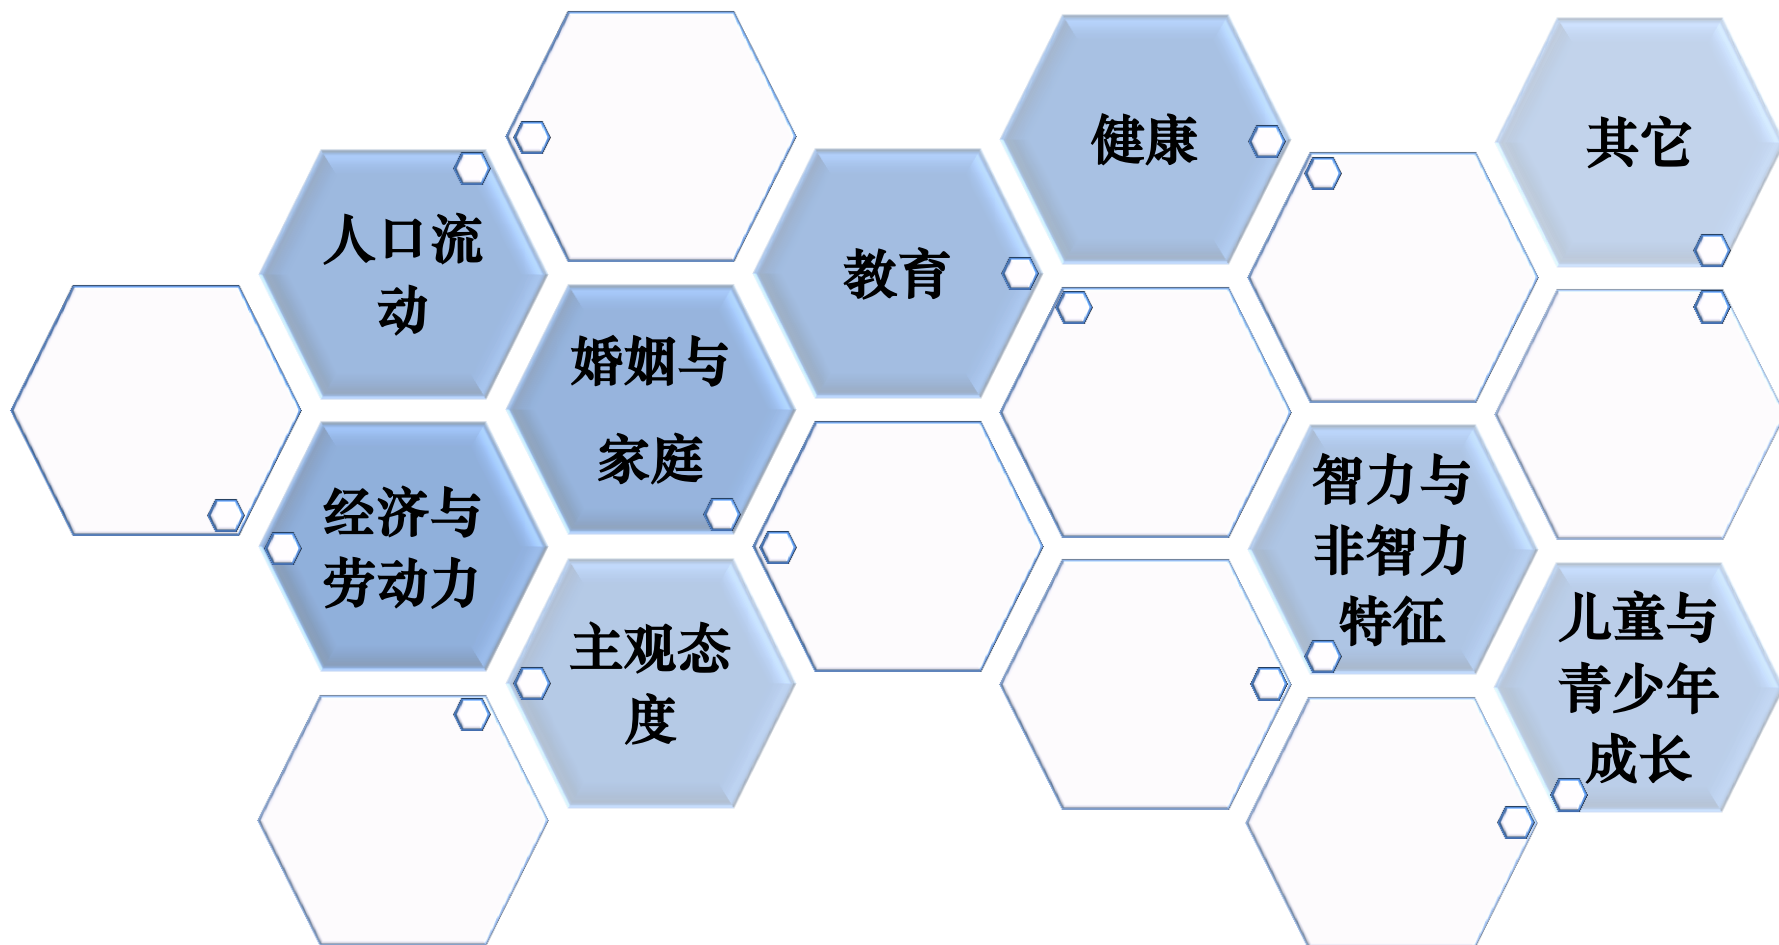 人口流
动
婚姻与
家庭
教育
健康
其它
经济与
劳动力
主观态
度
智力与
非智力
特征
儿童与
青少年
成长